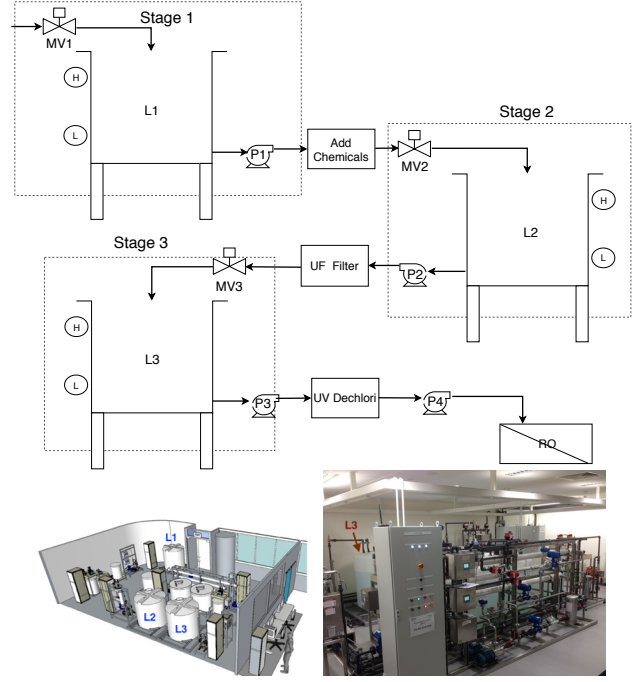 Stage 1
MV1
H
L1
L
P1
Add
Chemicals
Stage 2
MV2
H
L2
L
Stage 3
UF Filter
P2
MV3
H
L3
L
P3
UV Dechlori
P4
RO
L1
L2
L3
L3